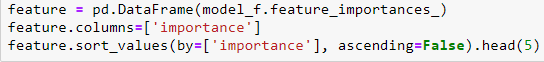 feature = pd.DataFrame(model_f.feature_importances_)
feature.columns=['importance']
feature.sort_values(by=['importance'], ascending=False).head(5)